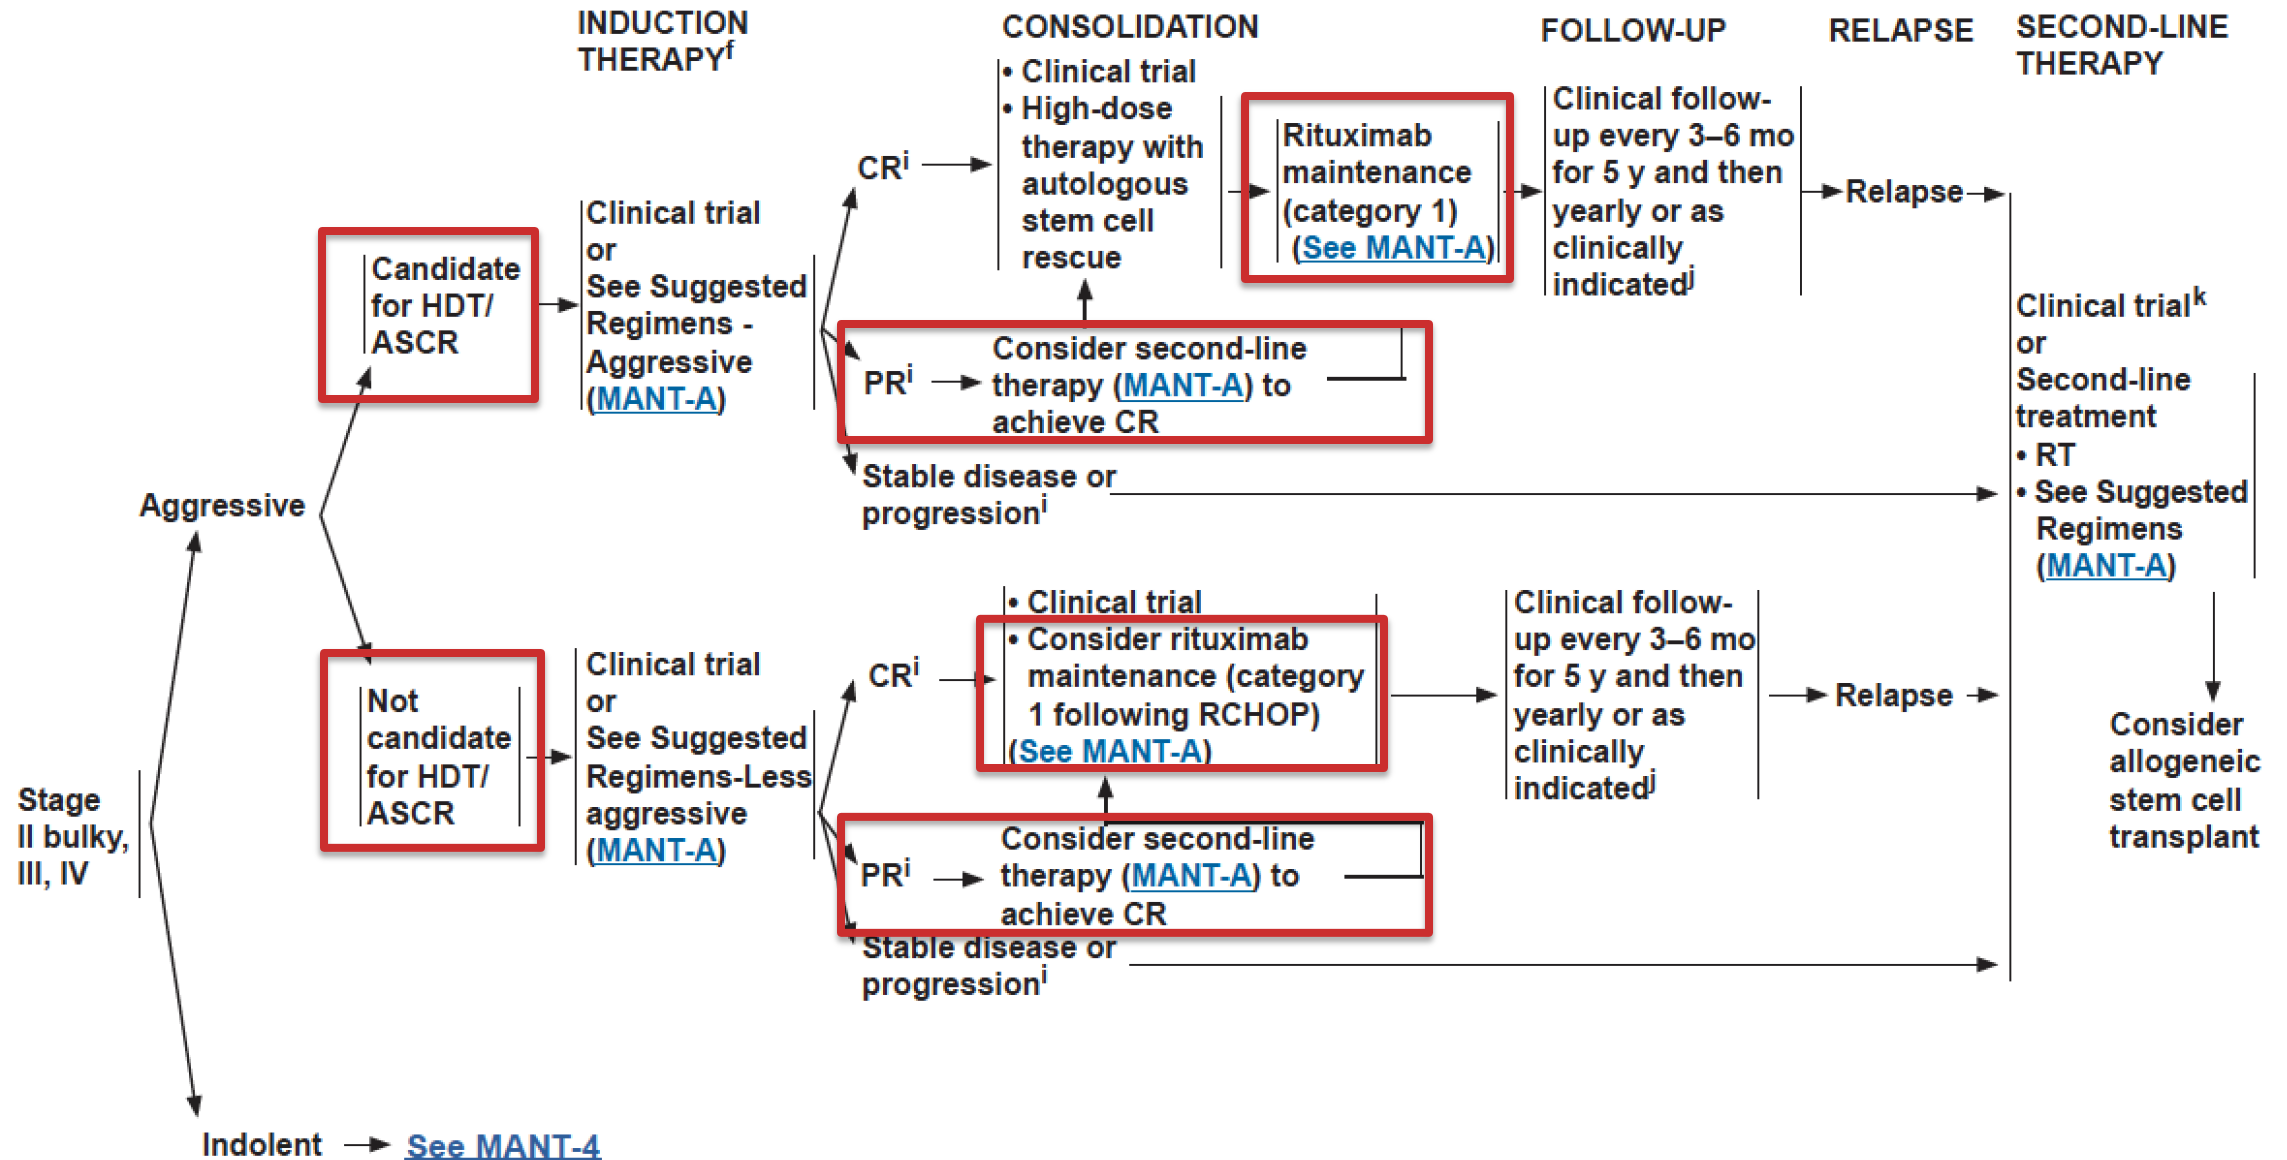 INDUCTION
THERAPYf
CONSOLIDATION
FOLLOW-UP
RELAPSE
SECOND-LINE
THERAPY
Stage
II bulky,
III, IV
Aggressive
Candidate
for HDT/
ASCR
Clinical trial
or
See Suggested
Regimens -
Aggressive
(MANT-A)
CRi
• Clinical trial
• High-dose
therapy with
autologous
stem cell
rescue
Rituximab
maintenance
(category 1)
(See MANT-A)
Clinical follow-
up every 3–6 mo
for 5 y and then
yearly or as
clinically
indicatedj
Relapse
PRi
Consider second-line
therapy (MANT-A) to
achieve CR
Stable disease or
progressioni
Clinical trialk
or
Second-line
treatment
• RT
• See Suggested
Regimens
(MANT-A)
Consider
allogeneic
stem cell
transplant
Not
candidate
for HDT/
ASCR
Clinical trial
or
See Suggested
Regimens-Less
aggressive
(MANT-A)
CRi
• Clinical trial
• Consider rituximab
maintenance (category
1 following RCHOP)
(See MANT-A)
Clinical follow-
up every 3–6 mo
for 5 y and then
yearly or as
clinically
indicatedj
Relapse
PRi
Consider second-line
therapy (MANT-A) to
achieve CR
Stable disease or
progressioni
Indolent
See MANT-4